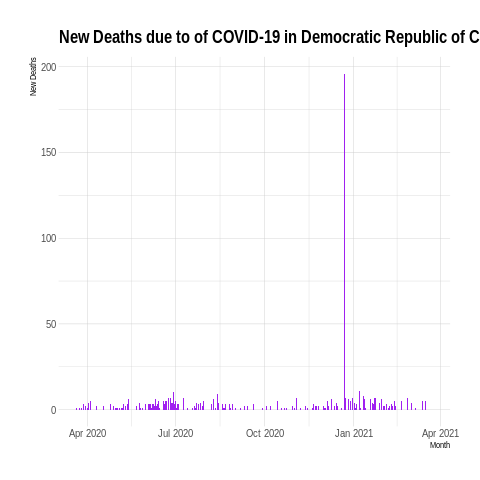 New Deaths due to of COVID-19 in Democratic Republic of C
New Deaths
200
150
100
50
0
Apr 2020 Jul 2020 Oct 2020 Jan 2021 Apr 2021
Month